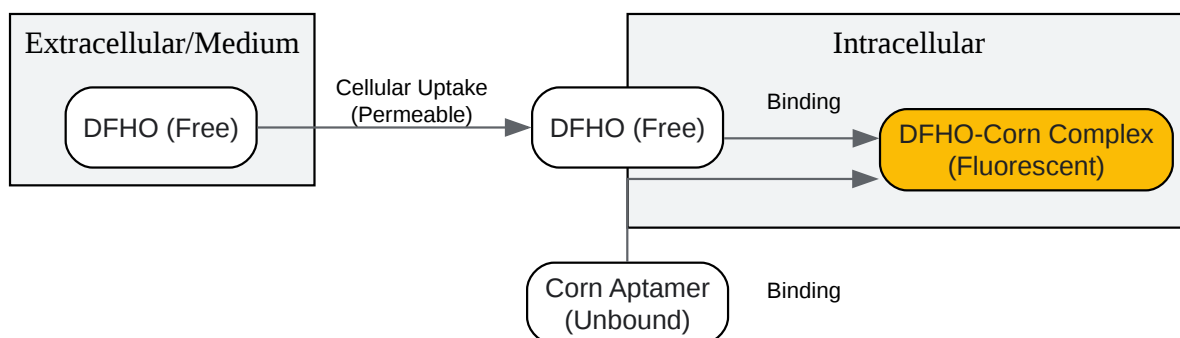 Extracellular/Medium
Intracellular
Cellular Uptake
(Permeable)
Binding
DFHO (Free)
DFHO (Free)
DFHO-Corn Complex
(Fluorescent)
Corn Aptamer
(Unbound)
Binding